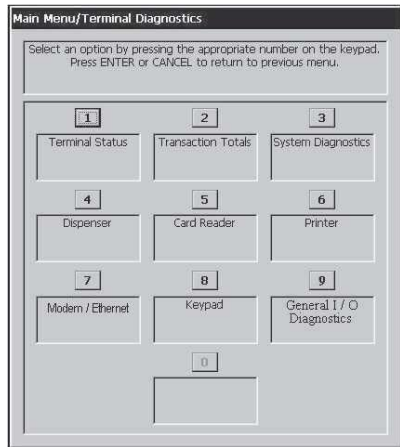 Main Menu/Terminal Diagnostics
Select an option by pressing the appropriate number on the keypad.
Press ENTER or CANCEL to return to previous menu.
1 2 3
Terminal Status Transaction Totals System Diagnostics
4 5 6
Dispenser Card Reader Printer
7 8 9
Modem / Ethernet Keypad General I / O
Diagnostics
0